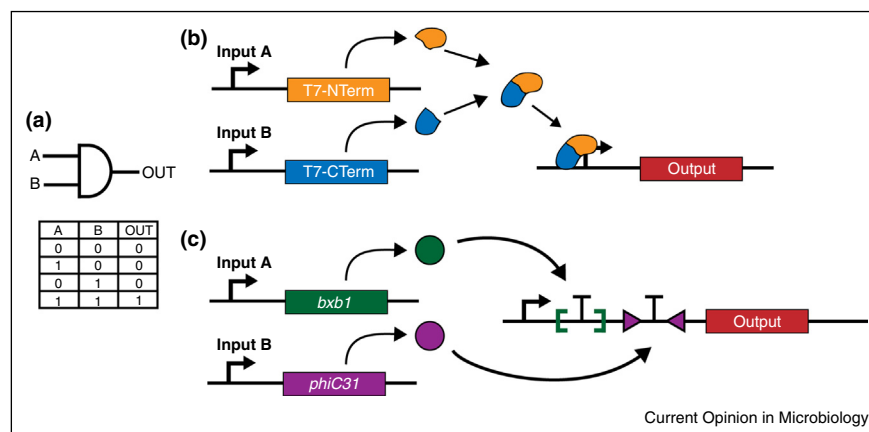 (a)
A
B
OUT
A B OUT
0 0 0
1 0 0
0 1 0
1 1 1
(b)
Input A
T7-NTerm
Input B
T7-CTerm
Output
(c)
Input A
bxb1
Input B
phiC31
Output
Current Opinion in Microbiology